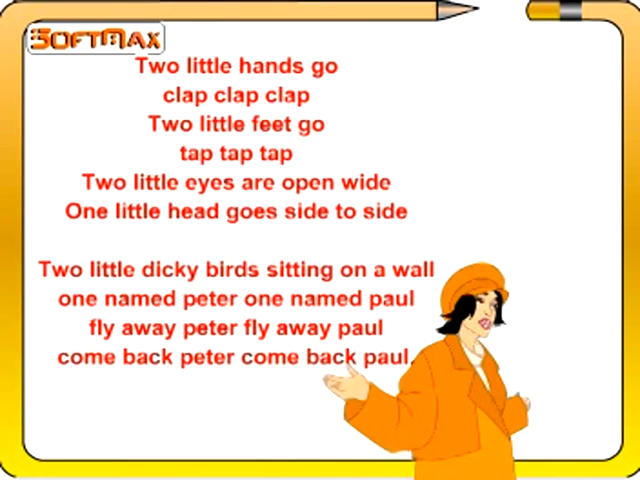 SOFTMAX
Two little hands go
clap clap clap
Two little feet go
tap tap tap
Two little eyes are open wide
One little head goes side to side
Two little dicky birds sitting on a wall
one named peter one named paul
fly away peter fly away paul
come back peter come back paul.